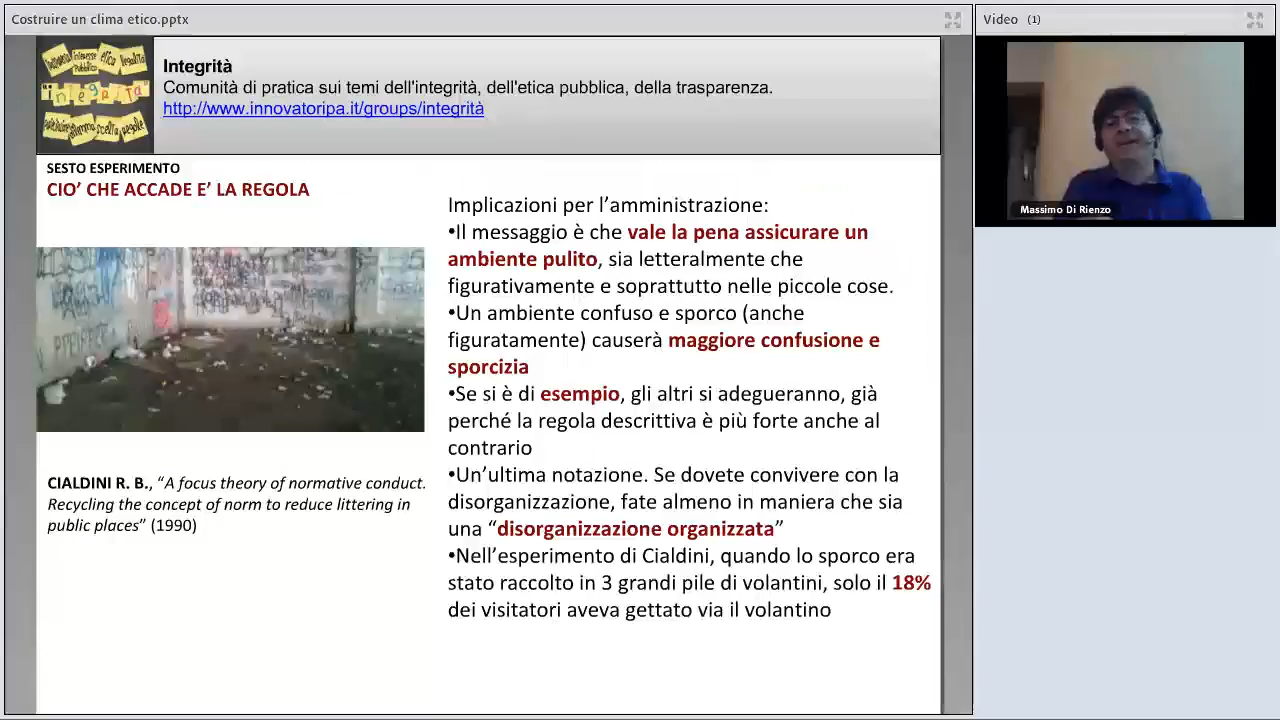 Costruire un clima etico.pptx
Video (1)
interesse
pubblico
etica
legalità
"integrità"
scelta
regole
Integrità
Comunità di pratica sui temi dell'integrità, dell'etica pubblica, della trasparenza.
http://www.innovatoripa.it/groups/integrità
SESTO ESPERIMENTO
CIO’ CHE ACCADE E’ LA REGOLA
CIALDINI R. B., “A focus theory of normative conduct.
Recycling the concept of norm to reduce littering in
public places” (1990)
Implicazioni per l’amministrazione:
•Il messaggio è che vale la pena assicurare un
ambiente pulito, sia letteralmente che
figurativamente e soprattutto nelle piccole cose.
•Un ambiente confuso e sporco (anche
figuratamente) causerà maggiore confusione e
sporcizia
•Se si è di esempio, gli altri si adegueranno, già
perché la regola descrittiva è più forte anche al
contrario
•Un’ultima notazione. Se dovete convivere con la
disorganizzazione, fate almeno in maniera che sia
una “disorganizzazione organizzata”
•Nell’esperimento di Cialdini, quando lo sporco era
stato raccolto in 3 grandi pile di volantini, solo il 18%
dei visitatori aveva gettato via il volantino
Massimo Di Rienzo